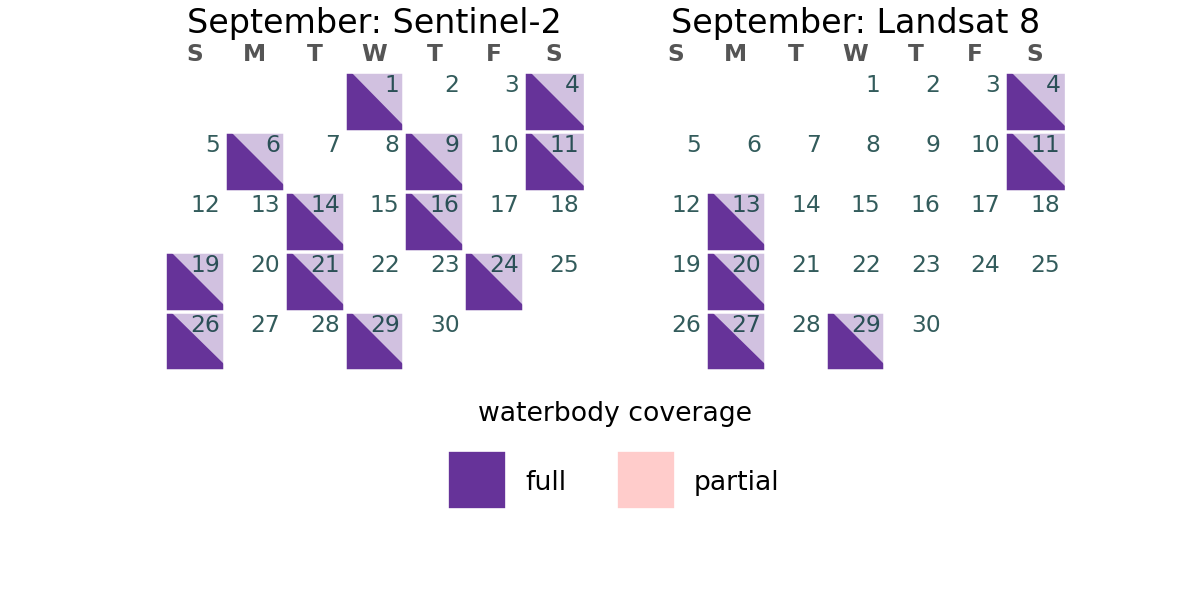 September: Sentinel-2
S M T W T F S
1 2 3 4
5 6 7 8 9 10 11
12 13 14 15 16 17 18
19 20 21 22 23 24 25
26 27 28 29 30
September: Landsat 8
S M T W T F S
1 2 3 4
5 6 7 8 9 10 11
12 13 14 15 16 17 18
19 20 21 22 23 24 25
26 27 28 29 30
waterbody coverage
full partial